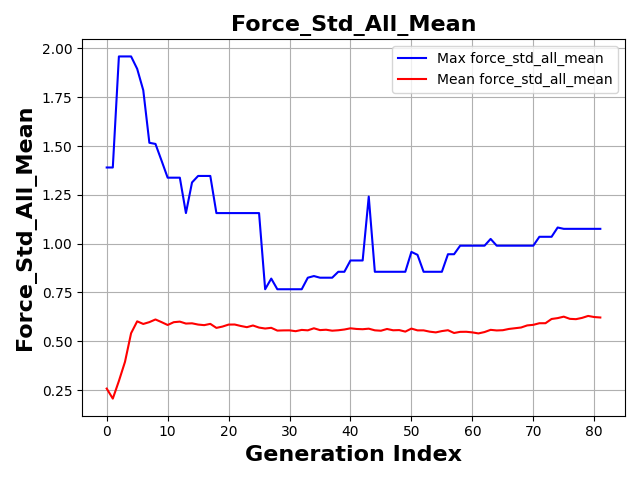 Force_Std_All_Mean
Max force_std_all_mean
Mean force_std_all_mean
Force_Std_All_Mean
2.00
1.75
1.50
1.25
1.00
0.75
0.50
0.25
0 10 20 30 40 50 60 70 80
Generation Index